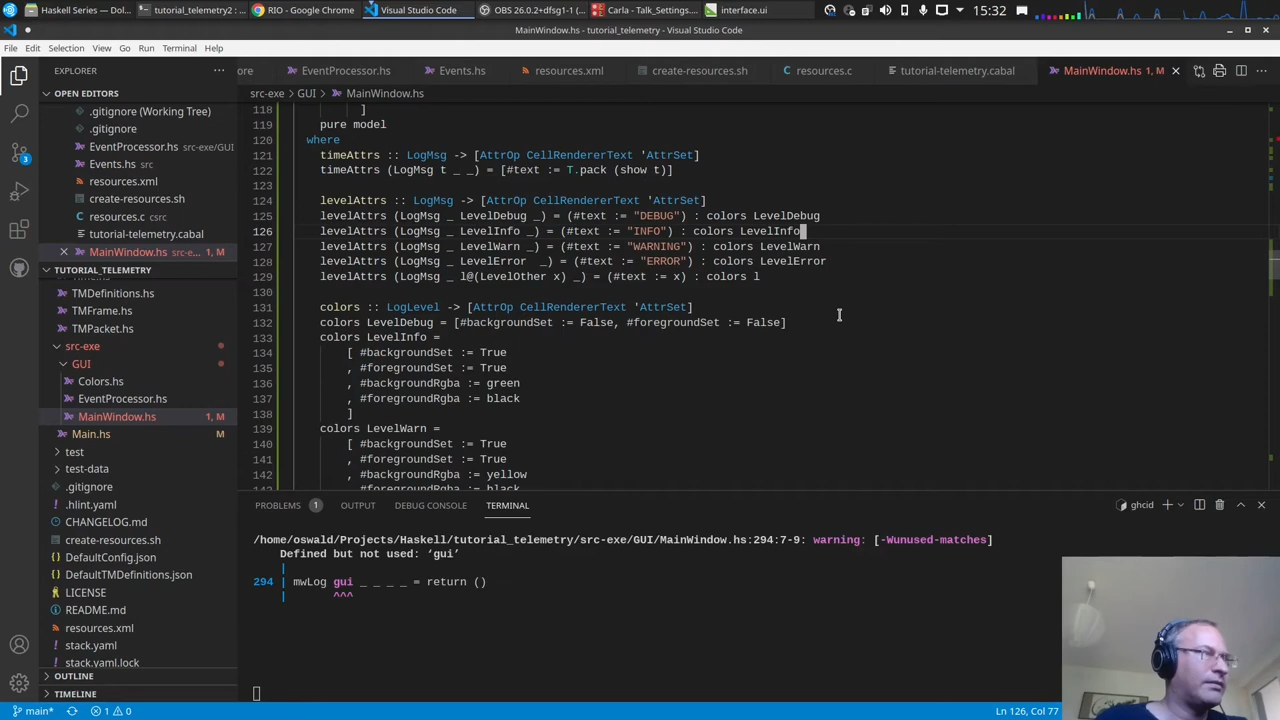 Haskell Series – Do...
tutorial_telemetry2 : ...
RIO - Google Chrome
Visual Studio Code
OBS 26.0.2+dfsg1-1 (...
Carla - Talk_Settings....
interface.ui
15:32
MainWindow.hs - tutorial_telemetry - Visual Studio Code
File Edit Selection View Go Run Terminal Help
EXPLORER
ore EventProcessor.hs Events.hs resources.xml create-resources.sh resources.c tutorial-telemetry.cabal MainWindow.hs 1, M
OPEN EDITORS
src-exe > GUI > MainWindow.hs
.gitignore (Working Tree)
.gitignore
EventProcessor.hs src-exe/GUI
Events.hs src
resources.xml
create-resources.sh
resources.c csrc
tutorial-telemetry.cabal
MainWindow.hs src-e... 1, M
TUTORIAL_TELEMETRY
TMDefinitions.hs
TMFrame.hs
TMPacket.hs
src-exe
GUI
Colors.hs
EventProcessor.hs
MainWindow.hs 1, M
Main.hs M
test
test-data
.gitignore
.hlint.yaml
CHANGELOG.md
create-resources.sh
DefaultConfig.json
DefaultTMDefinitions.json
LICENSE
README.md
resources.xml
stack.yaml
stack.yaml.lock
OUTLINE
TIMELINE
118 ]
119 pure model
120 where
121 timeAttrs :: LogMsg -> [AttrOp CellRendererText 'AttrSet]
122 timeAttrs (LogMsg t _ _) = [#text := T.pack (show t)]
123
124 levelAttrs :: LogMsg -> [AttrOp CellRendererText 'AttrSet]
125 levelAttrs (LogMsg _ LevelDebug _) = (#text := "DEBUG") : colors LevelDebug
126 levelAttrs (LogMsg _ LevelInfo _) = (#text := "INFO") : colors LevelInfo
127 levelAttrs (LogMsg _ LevelWarn _) = (#text := "WARNING") : colors LevelWarn
128 levelAttrs (LogMsg _ LevelError  _) = (#text := "ERROR") : colors LevelError
129 levelAttrs (LogMsg _ l@(LevelOther x) _) = (#text := x) : colors l
130
131 colors :: LogLevel -> [AttrOp CellRendererText 'AttrSet]
132 colors LevelDebug = [#backgroundSet := False, #foregroundSet := False]
133 colors LevelInfo =
134 [ #backgroundSet := True
135 , #foregroundSet := True
136 , #backgroundRgba := green
137 , #foregroundRgba := black
138 ]
139 colors LevelWarn =
140 [ #backgroundSet := True
141 , #foregroundSet := True
142 , #backgroundRgba := yellow
PROBLEMS 1 OUTPUT DEBUG CONSOLE TERMINAL
ghcid
/home/oswald/Projects/Haskell/tutorial_telemetry/src-exe/GUI/MainWindow.hs:294:7-9: warning: [-Wunused-matches]
Defined but not used: ‘gui’
|
294 | mwLog gui _ _ _ _ = return ()
| ^^^
main* 1 0
Ln 126, Col 77